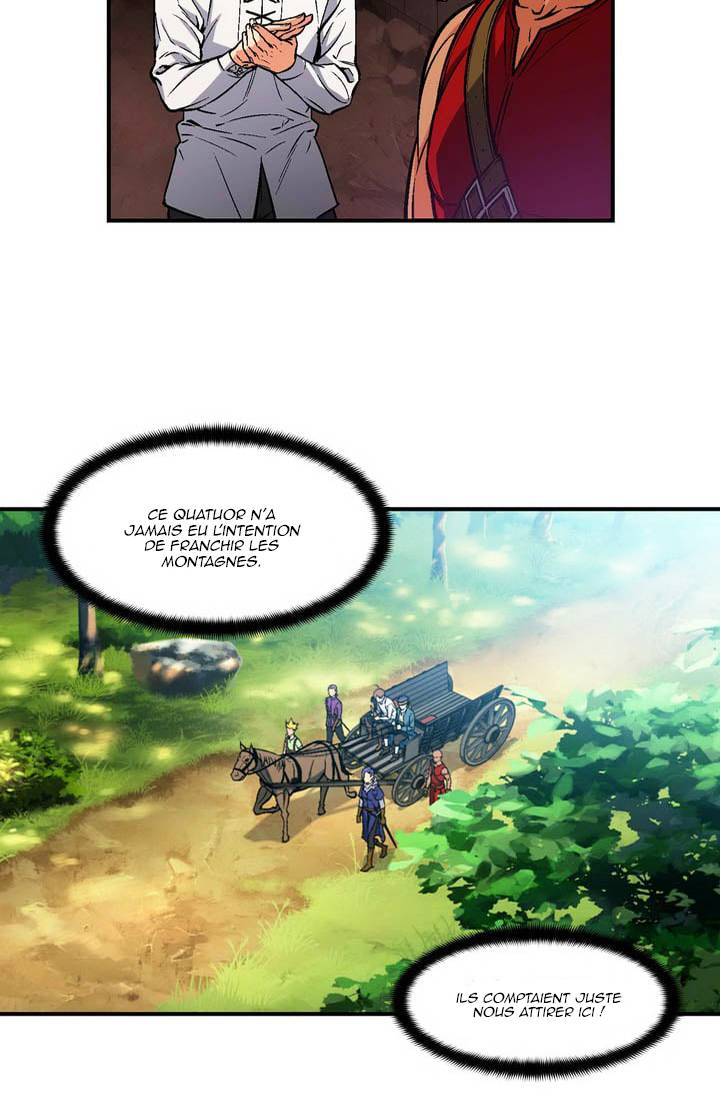 CE QUATUOR N'A
JAMAIS EU L'INTENTION
DE FRANCHIR LES
MONTAGNES.
ILS COMPTAIENT JUSTE
NOUS ATTIRER ICI !